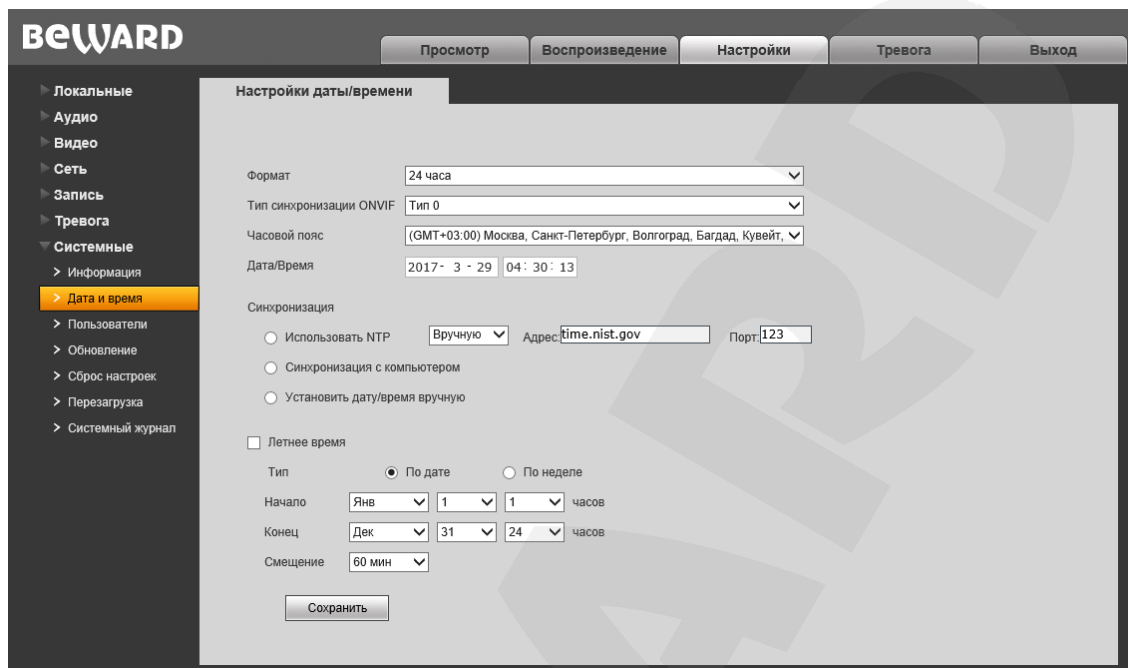 BEWARD
Просмотр Воспроизведение Настройки Тревога Выход
Локальные
Аудио
Видео
Сеть
Запись
Тревога
Системные
Информация
Дата и время
Пользователи
Обновление
Сброс настроек
Перезагрузка
Системный журнал
Настройки даты/времени
Формат 24 часа
Тип синхронизации ONVIF Тип 0
Часовой пояс (GMT+03:00) Москва, Санкт-Петербург, Волгоград, Багдад, Кувейт,
Дата/Время 2017- 3 - 29 04: 30: 13
Синхронизация
Использовать NTP Вручную Адрес:time.nist.gov Порт:123
Синхронизация с компьютером
Установить дату/время вручную
Летнее время
Тип По дате По неделе
Начало Янв 1 1 часов
Конец Дек 31 24 часов
Смещение 60 мин
Сохранить